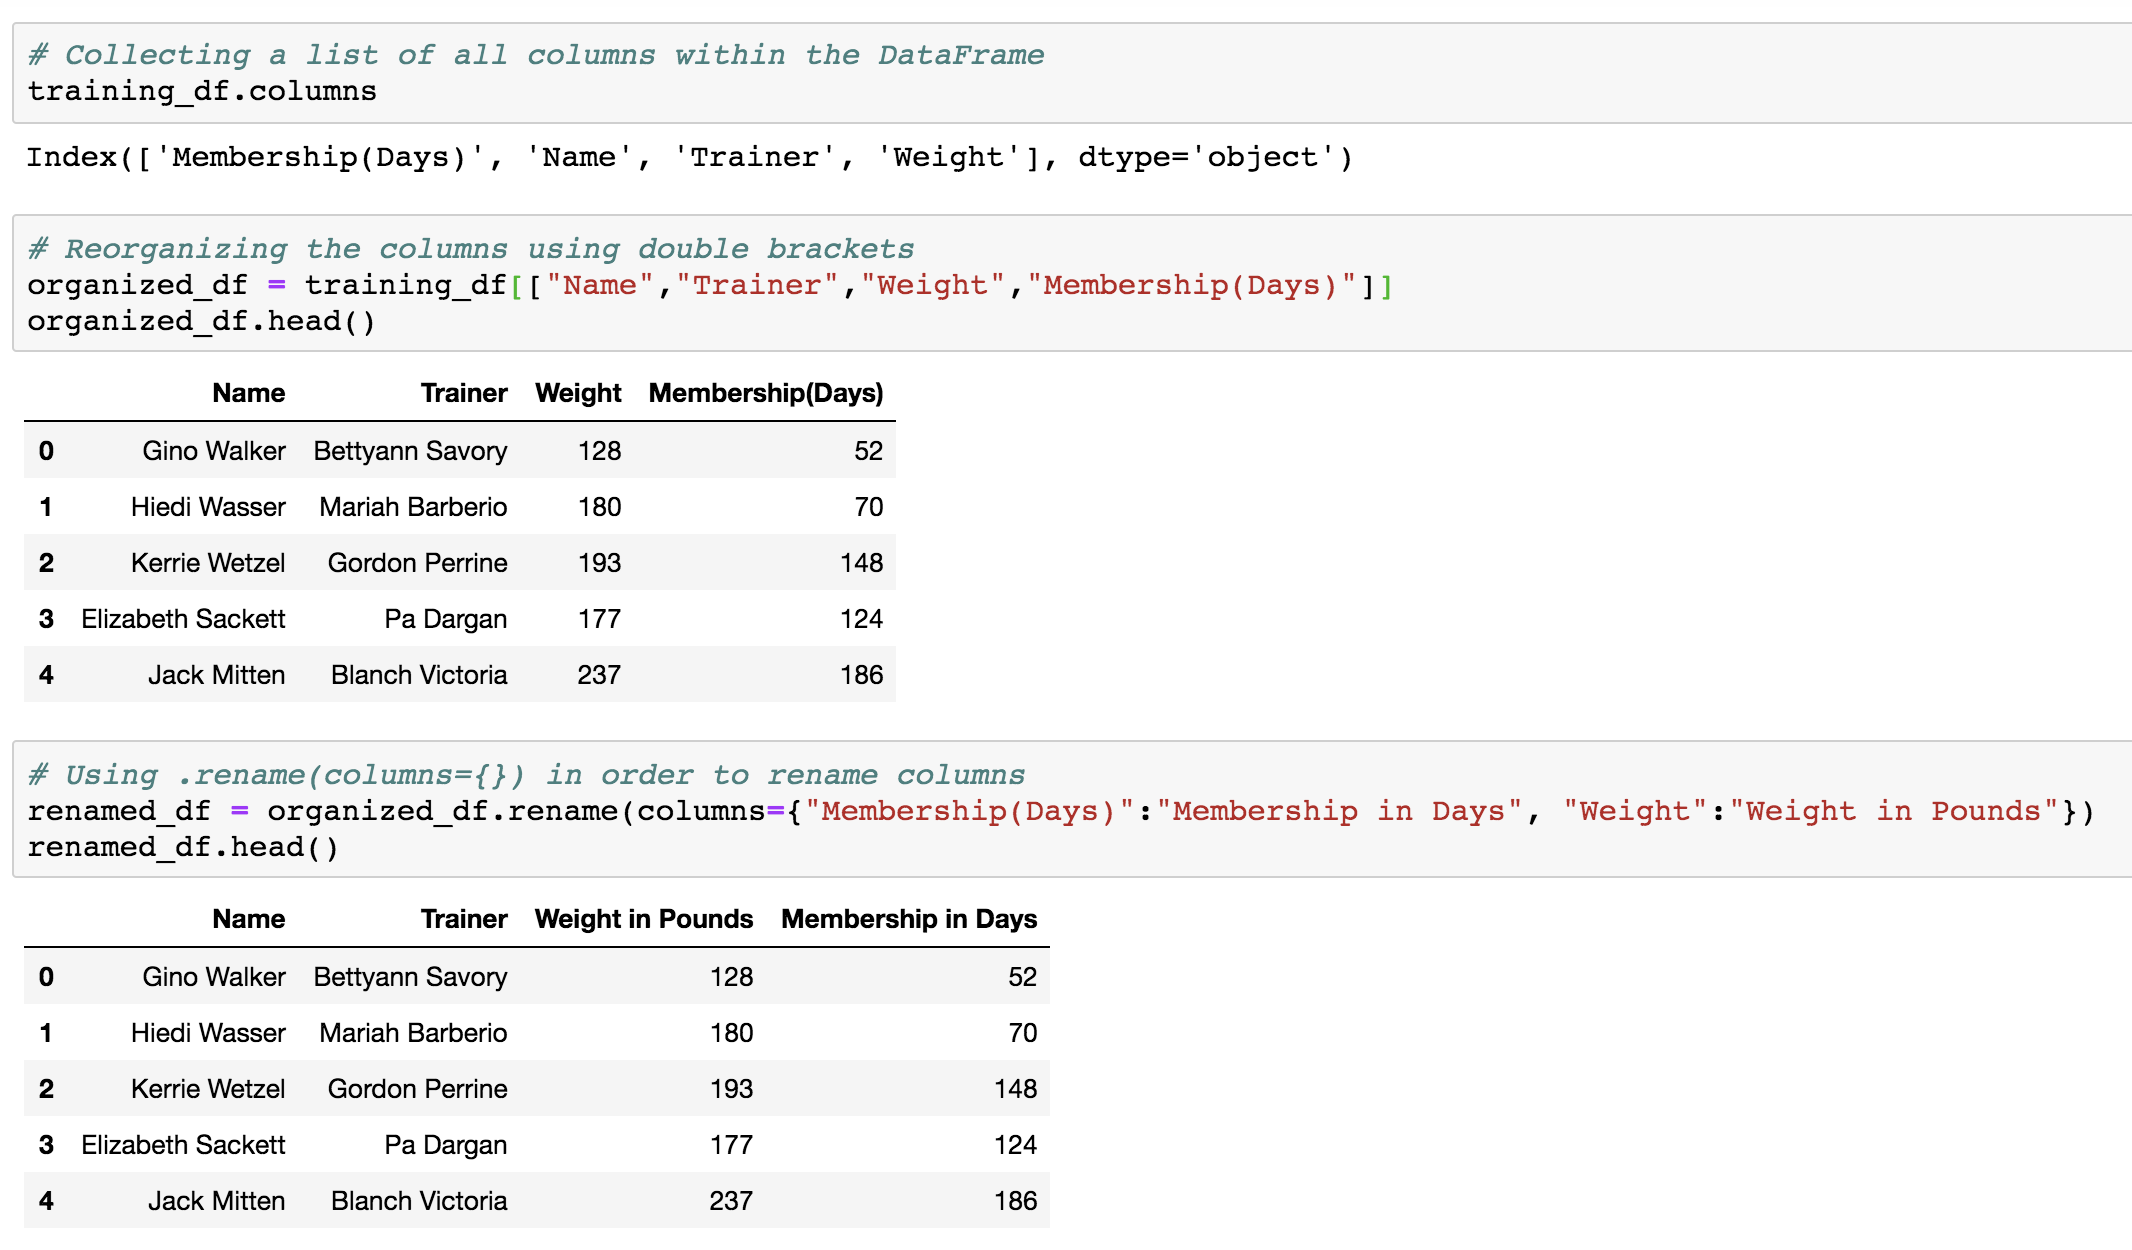 # Collecting a list of all columns within the DataFrame
training_df.columns
Index(['Membership(Days)', 'Name', 'Trainer', 'Weight'], dtype='object')
# Reorganizing the columns using double brackets
organized_df = training_df[["Name","Trainer","Weight","Membership(Days)"]]
organized_df.head()
Name Trainer Weight Membership(Days)
0 Gino Walker Bettyann Savory 128 52
1 Hiedi Wasser Mariah Barberio 180 70
2 Kerrie Wetzel Gordon Perrine 193 148
3 Elizabeth Sackett Pa Dargan 177 124
4 Jack Mitten Blanch Victoria 237 186
# Using .rename(columns={}) in order to rename columns
renamed_df = organized_df.rename(columns={"Membership(Days)":"Membership in Days", "Weight":"Weight in Pounds"})
renamed_df.head()
Name Trainer Weight in Pounds Membership in Days
0 Gino Walker Bettyann Savory 128 52
1 Hiedi Wasser Mariah Barberio 180 70
2 Kerrie Wetzel Gordon Perrine 193 148
3 Elizabeth Sackett Pa Dargan 177 124
4 Jack Mitten Blanch Victoria 237 186